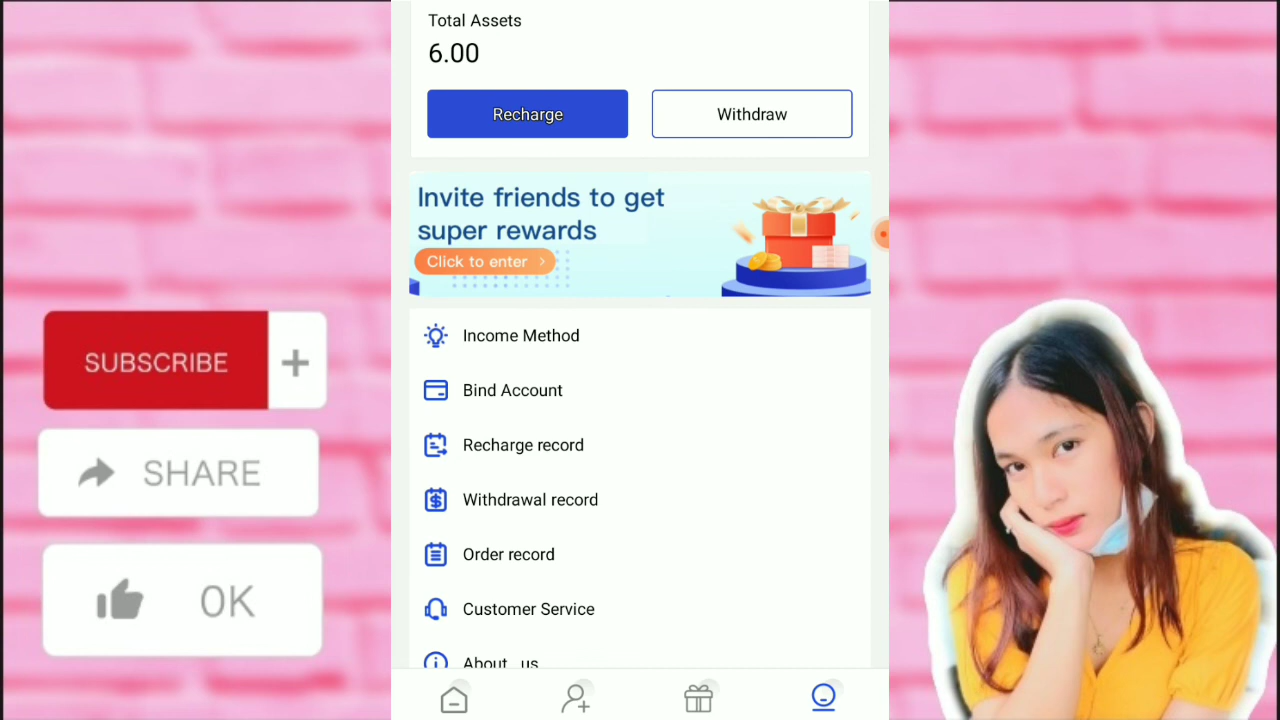 Total Assets
6.00
Recharge
Withdraw
Invite friends to get
super rewards
Click to enter
Income Method
Bind Account
Recharge record
Withdrawal record
Order record
Customer Service
About us
SUBSCRIBE
SHARE
0K